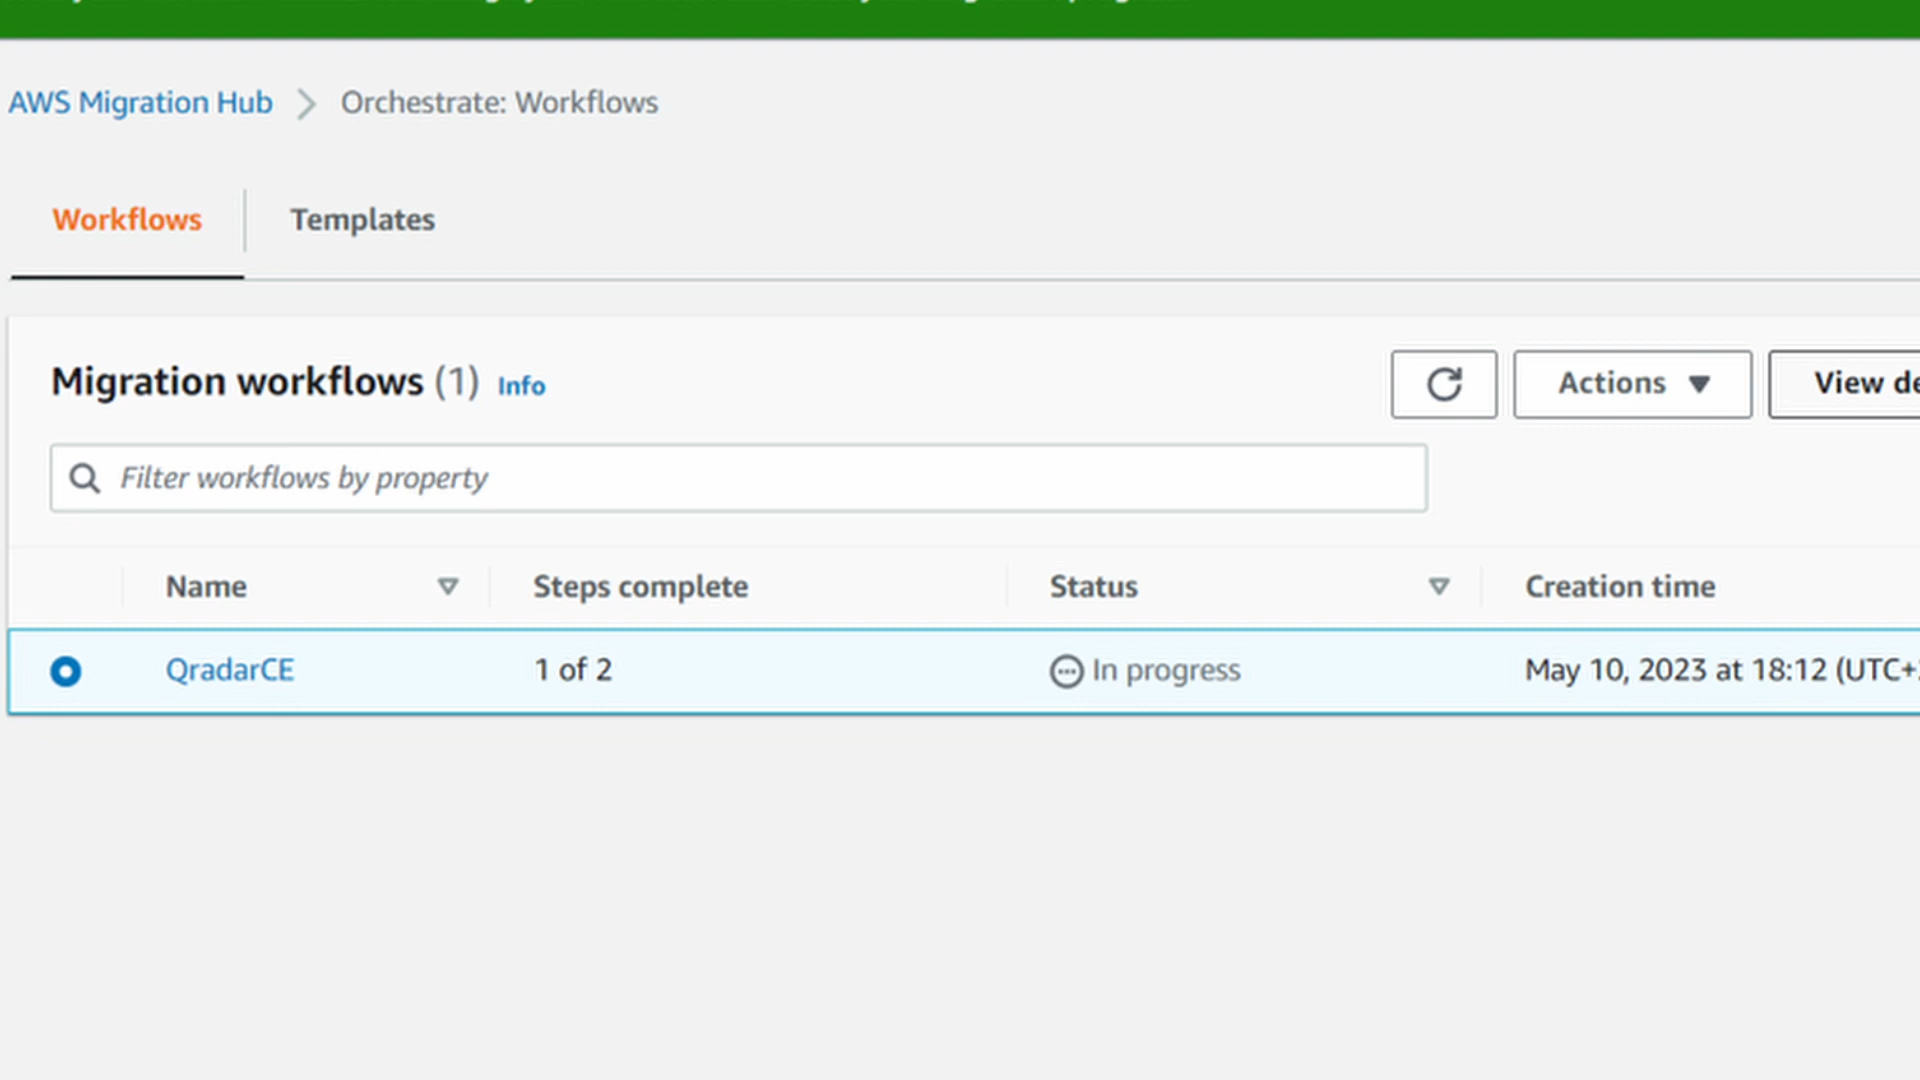 AWS Migration Hub > Orchestrate: Workflows
Workflows Templates
Migration workflows (1) Info
Actions View de
Filter workflows by property
Name Steps complete Status Creation time
QradarCE 1 of 2 In progress May 10, 2023 at 18:12 (UTC+